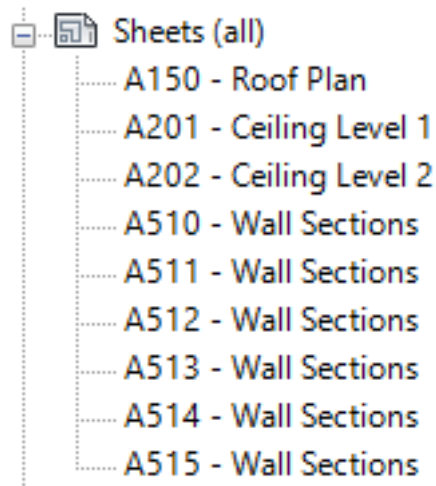 Sheets (all)
A150 - Roof Plan
A201 - Ceiling Level 1
A202 - Ceiling Level 2
A510 - Wall Sections
A511 - Wall Sections
A512 - Wall Sections
A513 - Wall Sections
A514 - Wall Sections
A515 - Wall Sections